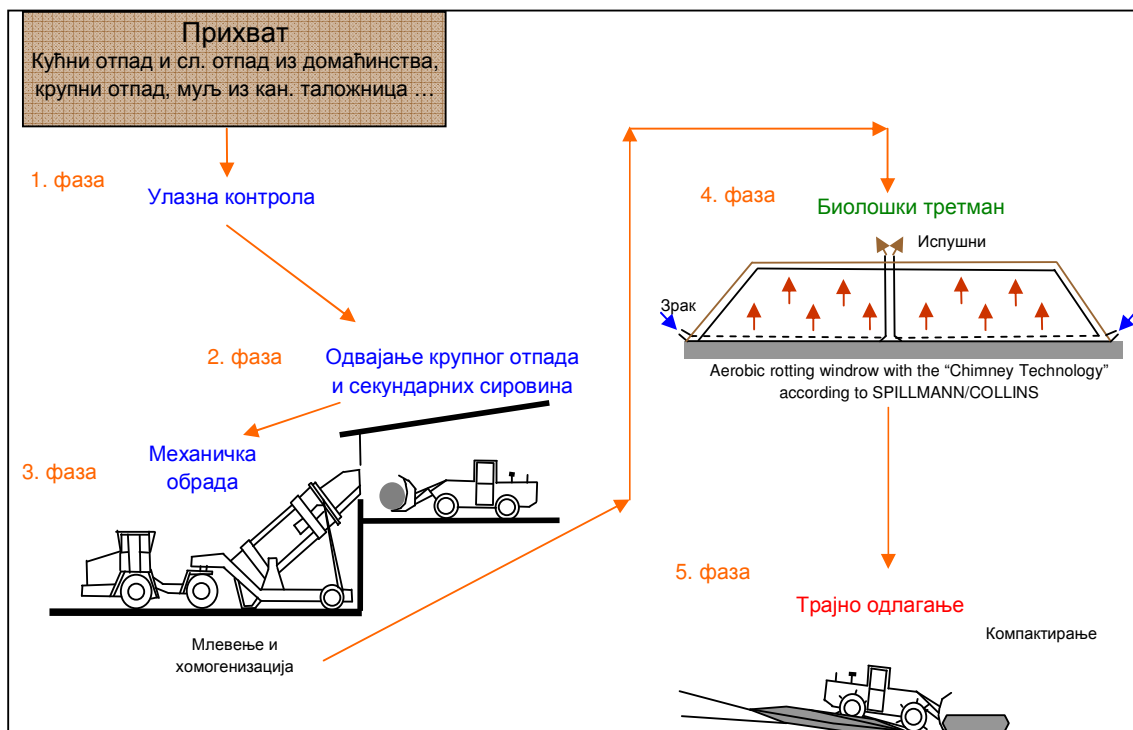 Прихват
Кућни отпад и сл. отпад из домаћинства,
крупни отпад, муљ из кан. таложница …
1. фаза
Улазна контрола
2. фаза
Одвајање крупног отпада
и секундарних сировина
3. фаза
Механичка
обрада
Млевење и
хомогенизација
4. фаза
Биолошки третман
Испушни
Зрак
Aerobic rotting windrow with the “Chimney Technology”
according to SPILLMANN/COLLINS
5. фаза
Трајно одлагање
Компактирање